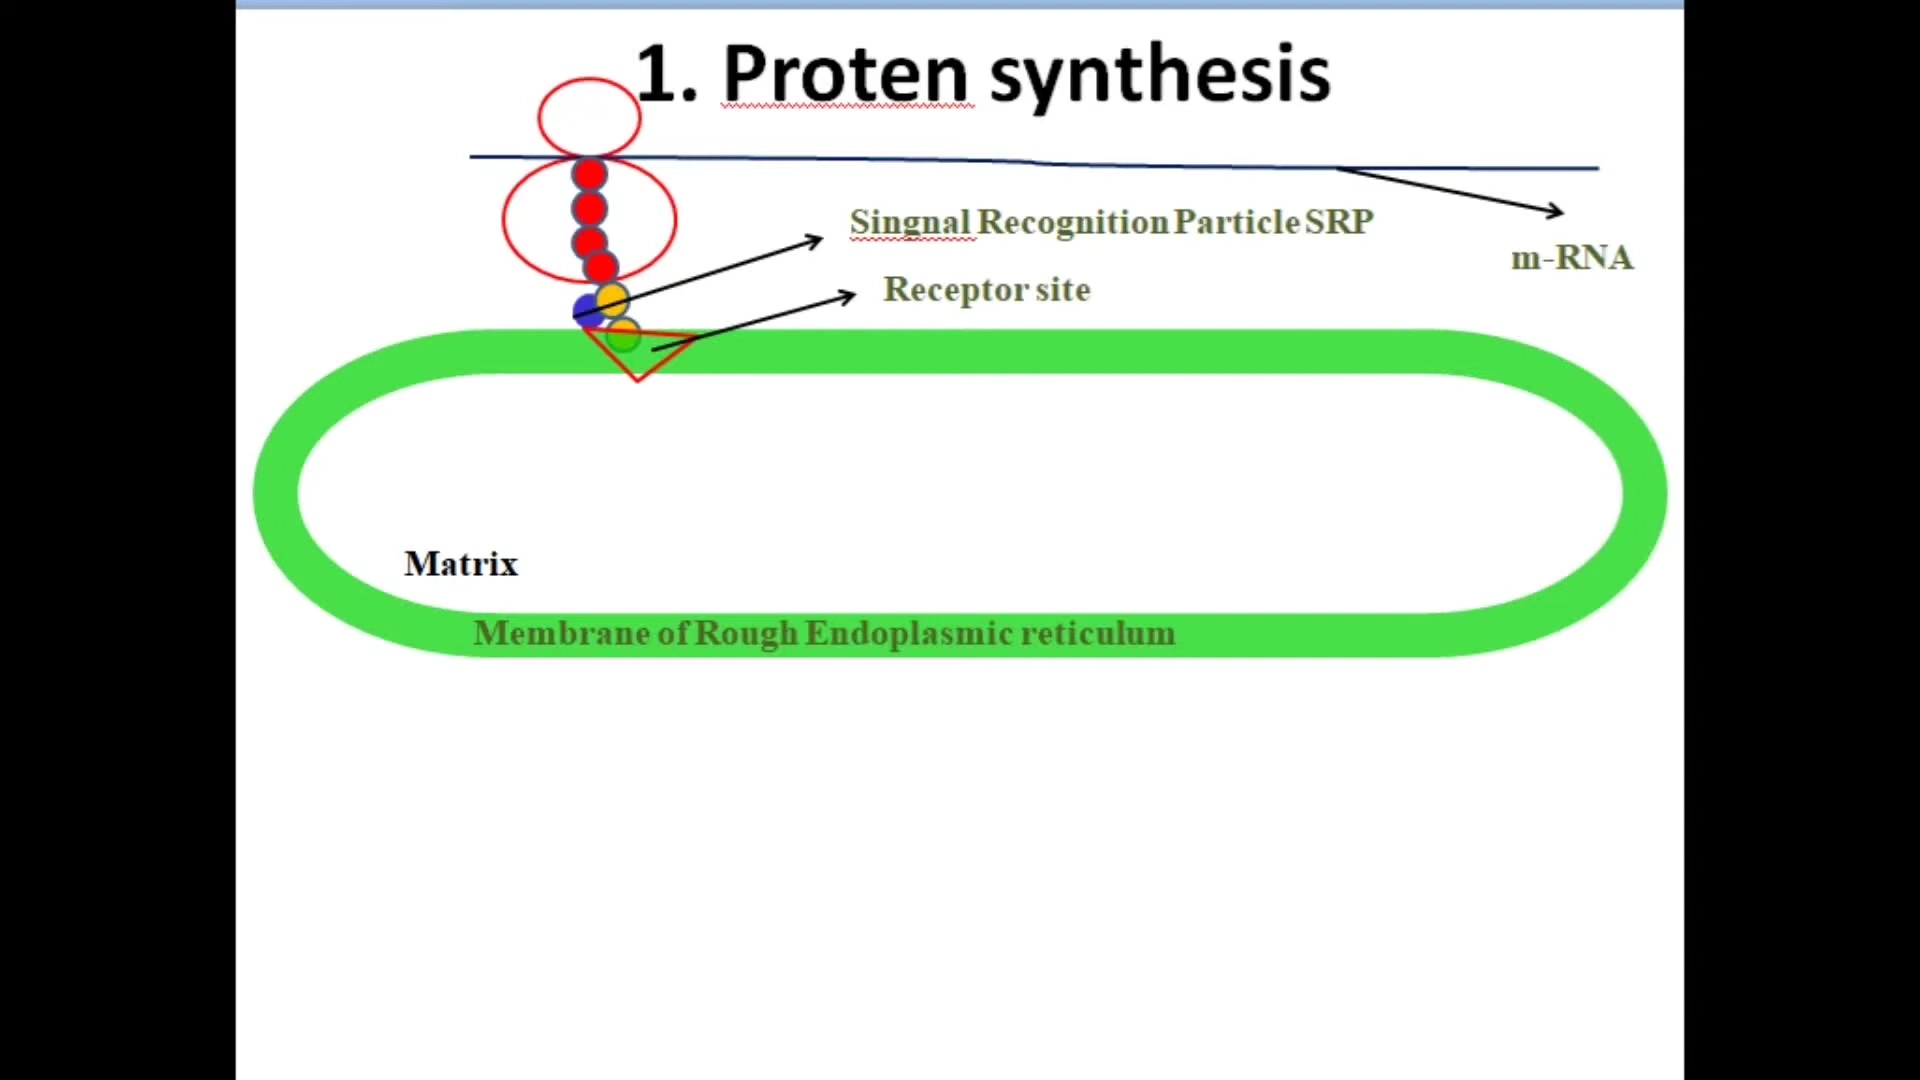 1. Proten synthesis
Singnal Recognition Particle SRP
m-RNA
Receptor site
Matrix
Membrane of Rough Endoplasmic reticulum